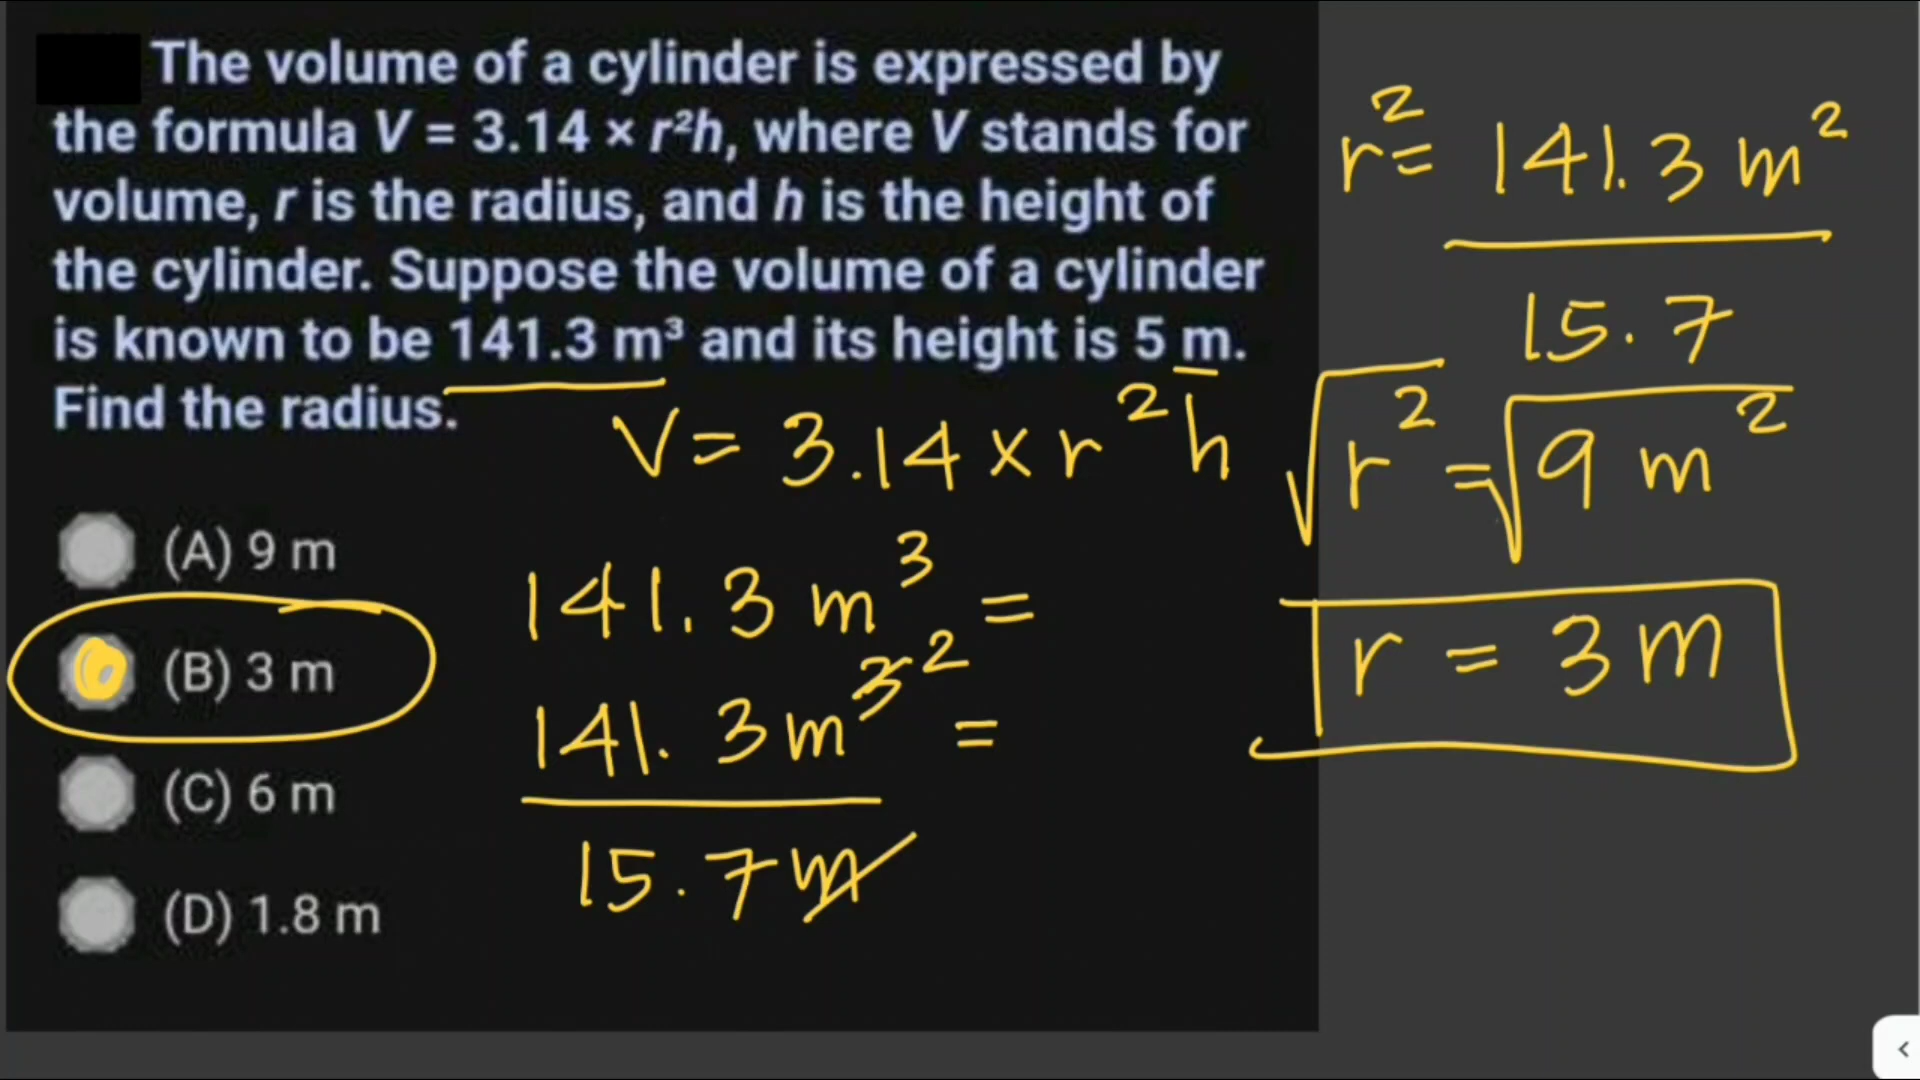 The volume of a cylinder is expressed by
the formula V = 3.14 × r²h, where V stands for
volume, r is the radius, and h is the height of
the cylinder. Suppose the volume of a cylinder
is known to be 141.3 m³ and its height is 5 m.
Find the radius.
(A) 9 m
(B) 3 m
(C) 6 m
(D) 1.8 m
V = 3.14 x r²h
141.3 m³ =
141.3 m³ ² =
15.7 m
r² = 141.3 m²
15.7
√r² = √9 m²
r = 3 m
<